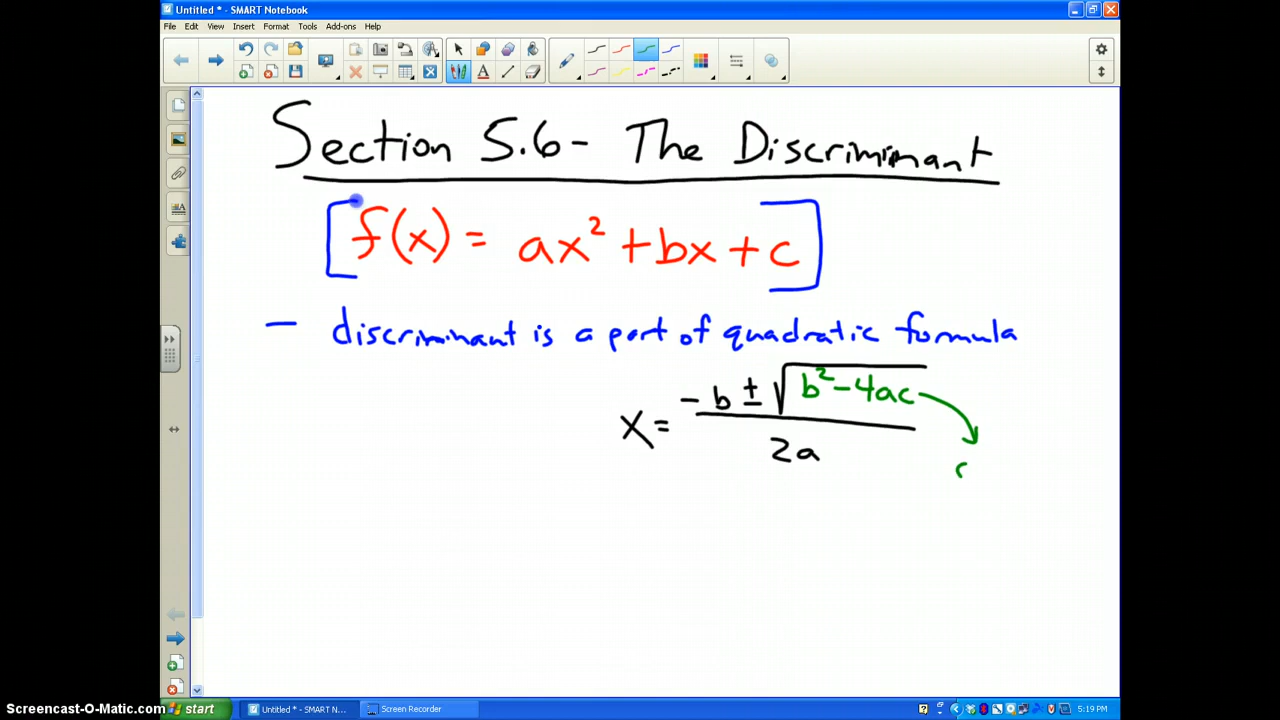 Untitled * - SMART Notebook
File Edit View Insert Format Tools Add-ons Help
Section 5.6 - The Discriminant
f(x) = ax² + bx + c
— discriminant is a part of quadratic formula
x = -b ± √b² - 4ac
2a
Screencast-O-Matic.com
start
Untitled * - SMART N...
Screen Recorder
5:19 PM